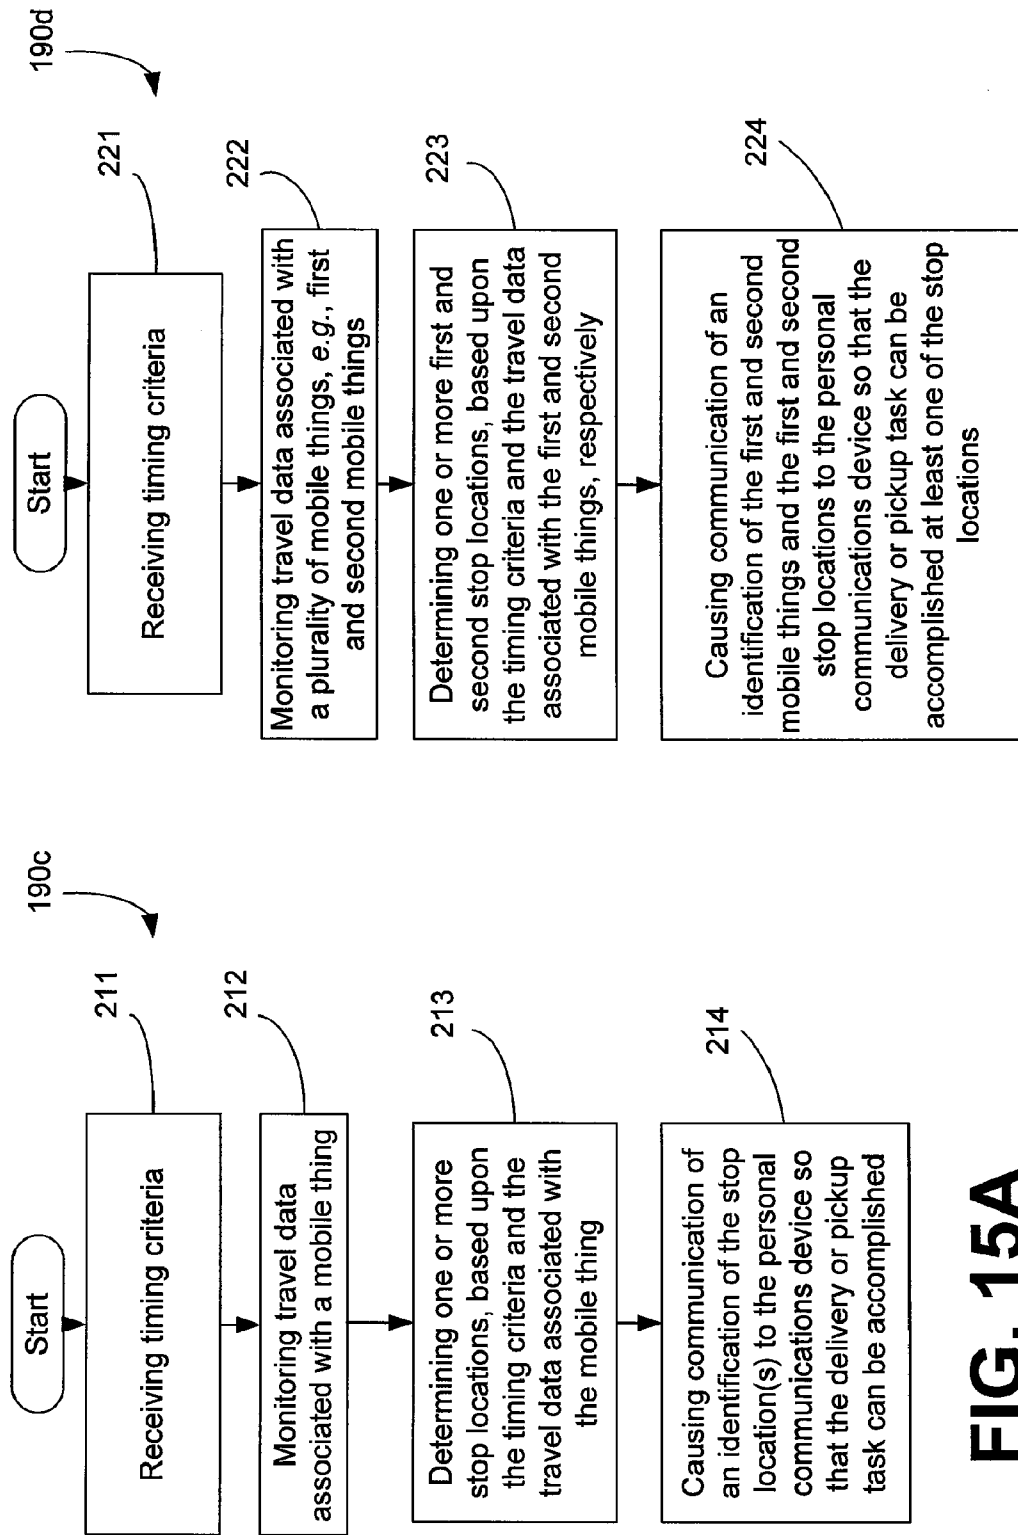 190c
Start
Receiving timing criteria
211
Monitoring travel data
associated with a mobile thing
212
Determining one or more
stop locations, based upon
the timing criteria and the
travel data associated with
the mobile thing
213
Causing communication of
an identification of the stop
location(s) to the personal
communications device so
that the delivery or pickup
task can be accomplished
214
190d
Start
Receiving timing criteria
221
Monitoring travel data associated with
a plurality of mobile things, e.g., first
and second mobile things
222
Determining one or more first and
second stop locations, based upon
the timing criteria and the travel data
associated with the first and second
mobile things, respectively
223
Causing communication of an
identification of the first and second
mobile things and the first and second
stop locations to the personal
communications device so that the
delivery or pickup task can be
accomplished at least one of the stop
locations
224
FIG. 15A